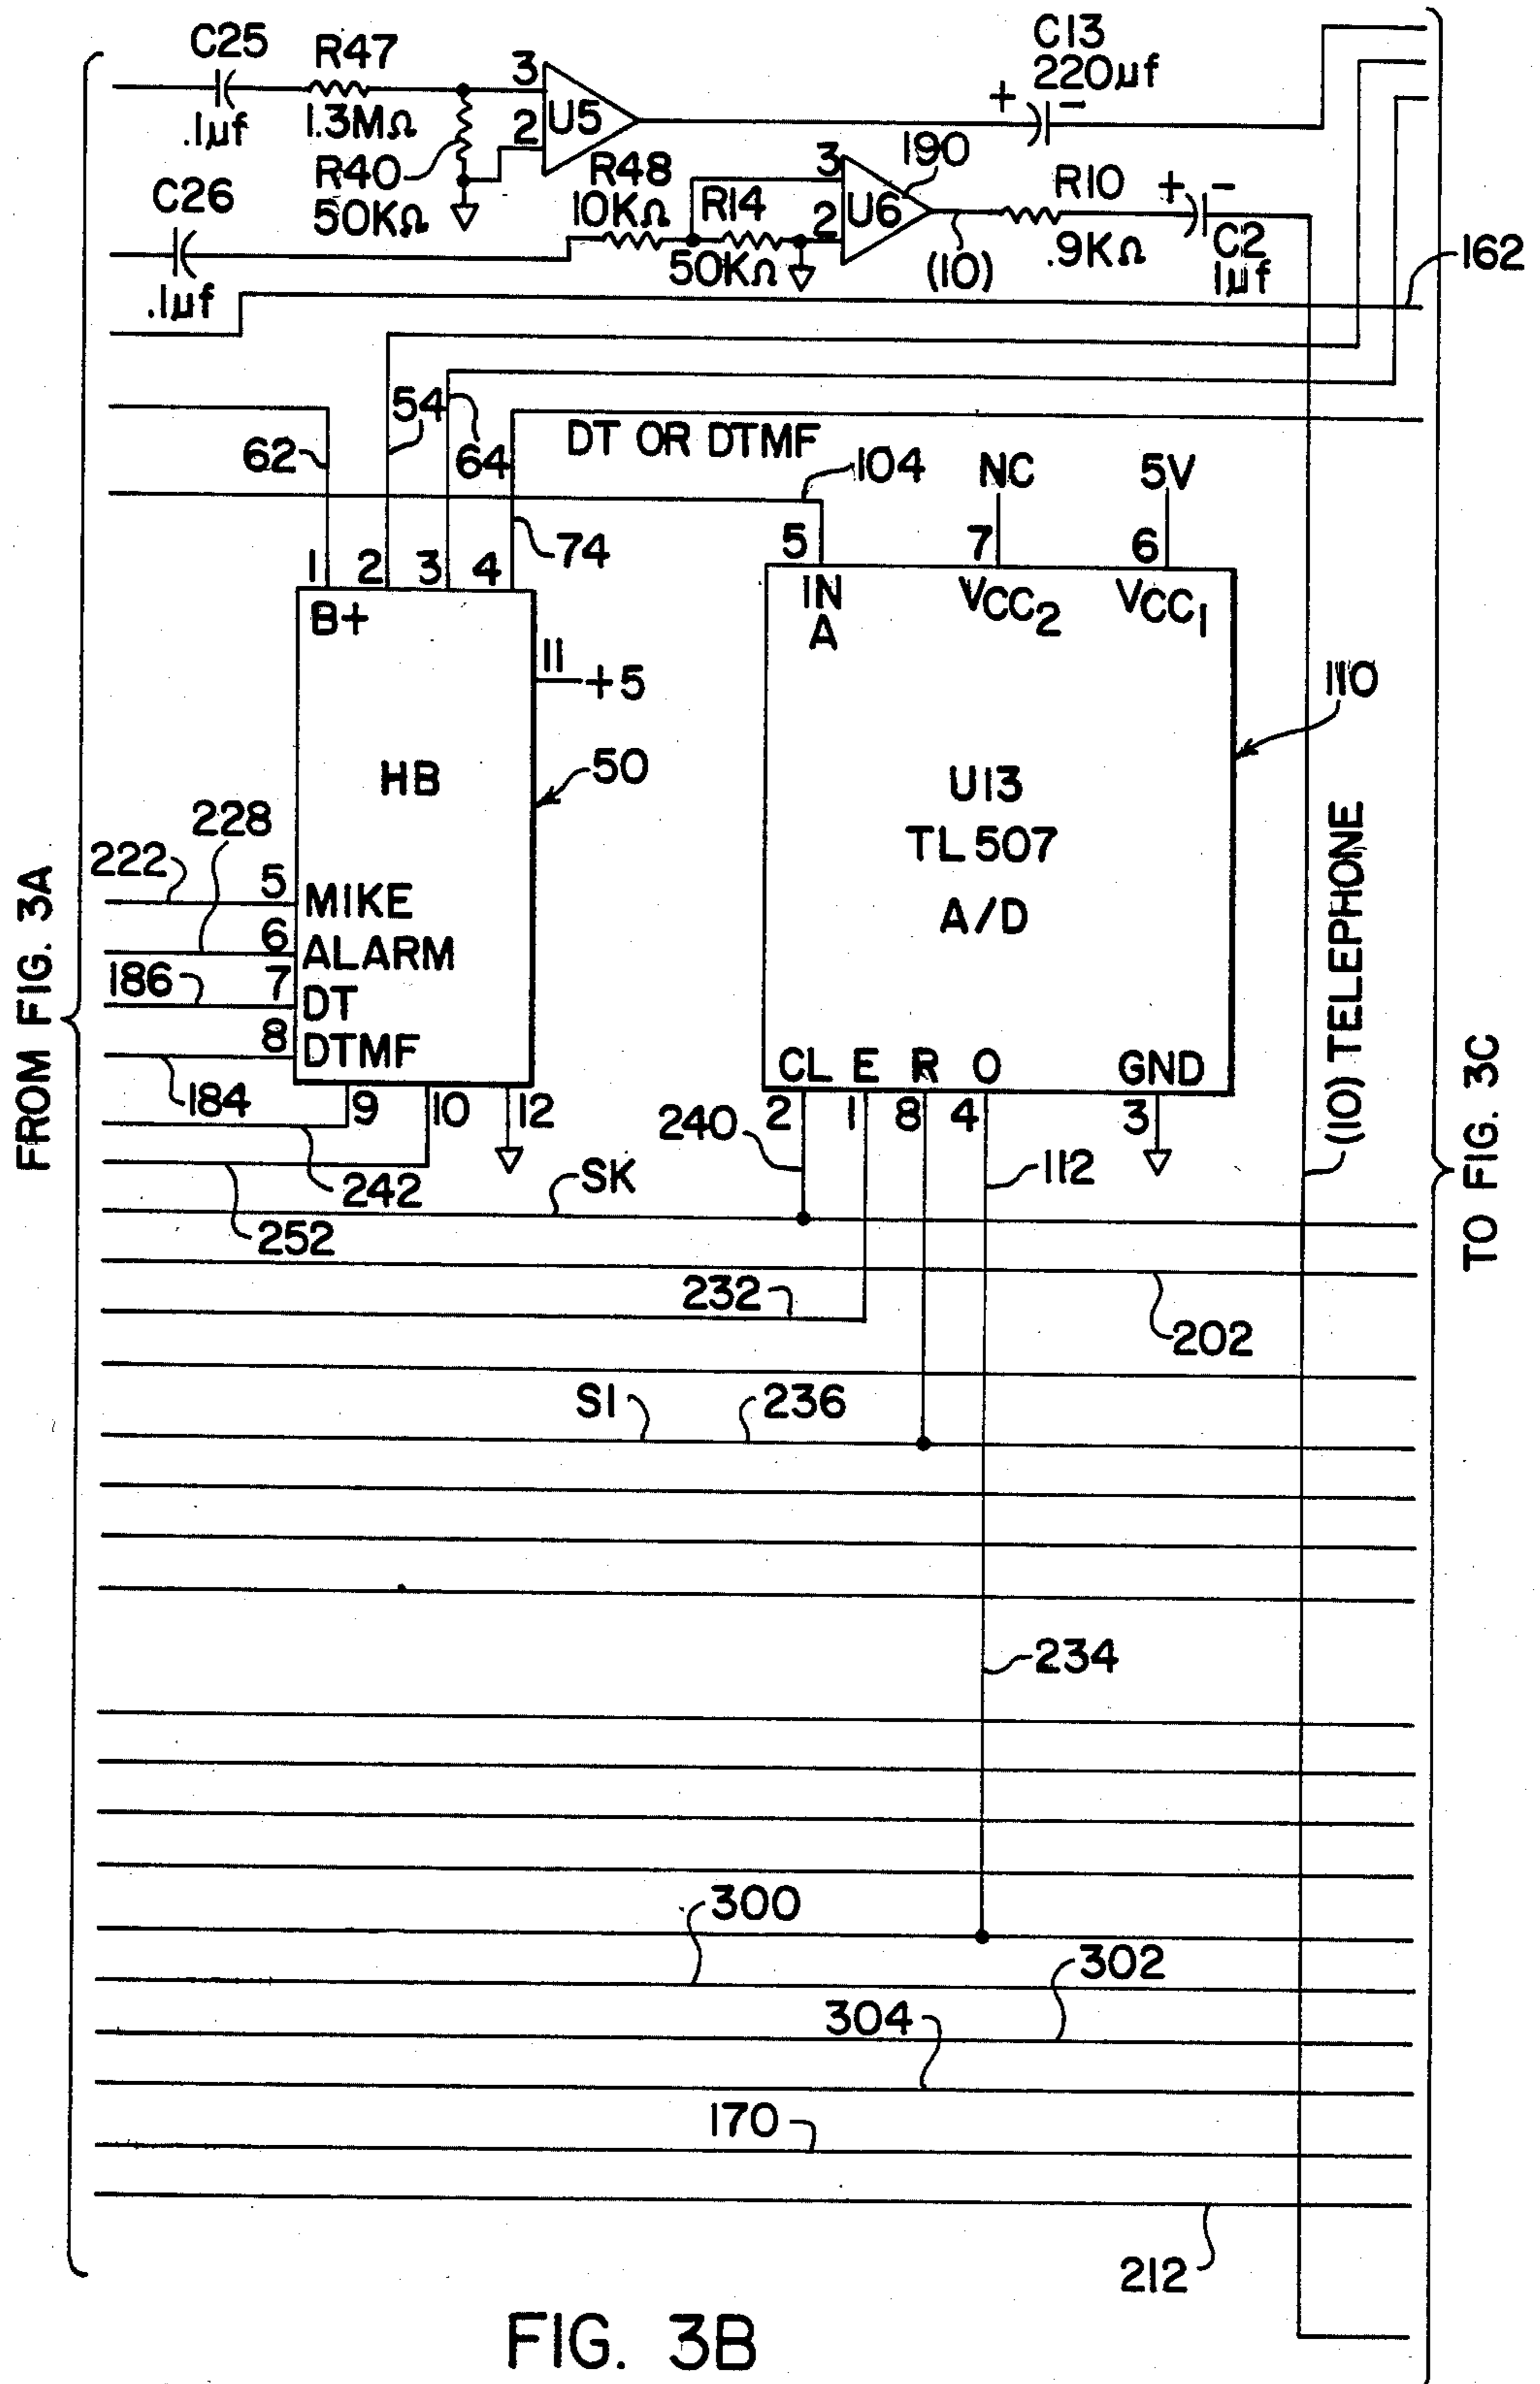 C25
R47
.1µf
1.3MΩ
R40
50KΩ
3
2
U5
C13
220µf
+ -
C26
.1µf
R48
10KΩ
R14
50KΩ
3
2
U6
190
(10)
R10
.9KΩ
+ -
C2
1µf
162
62
54
64
DT OR DTMF
104
74
NC
5V
1 2 3 4
B+
11
+5
HB
50
5 7 6
IN A
VCC2
VCC1
110
U13
TL507
A/D
222
228
186
184
5 MIKE
6 ALARM
7 DT
8 DTMF
9 10 12
242
252
SK
CL E R O GND
2 1 8 4 3
240
112
232
202
SI
236
234
300
302
304
170
212
(10) TELEPHONE
FROM FIG. 3A
TO FIG. 3C
FIG. 3B